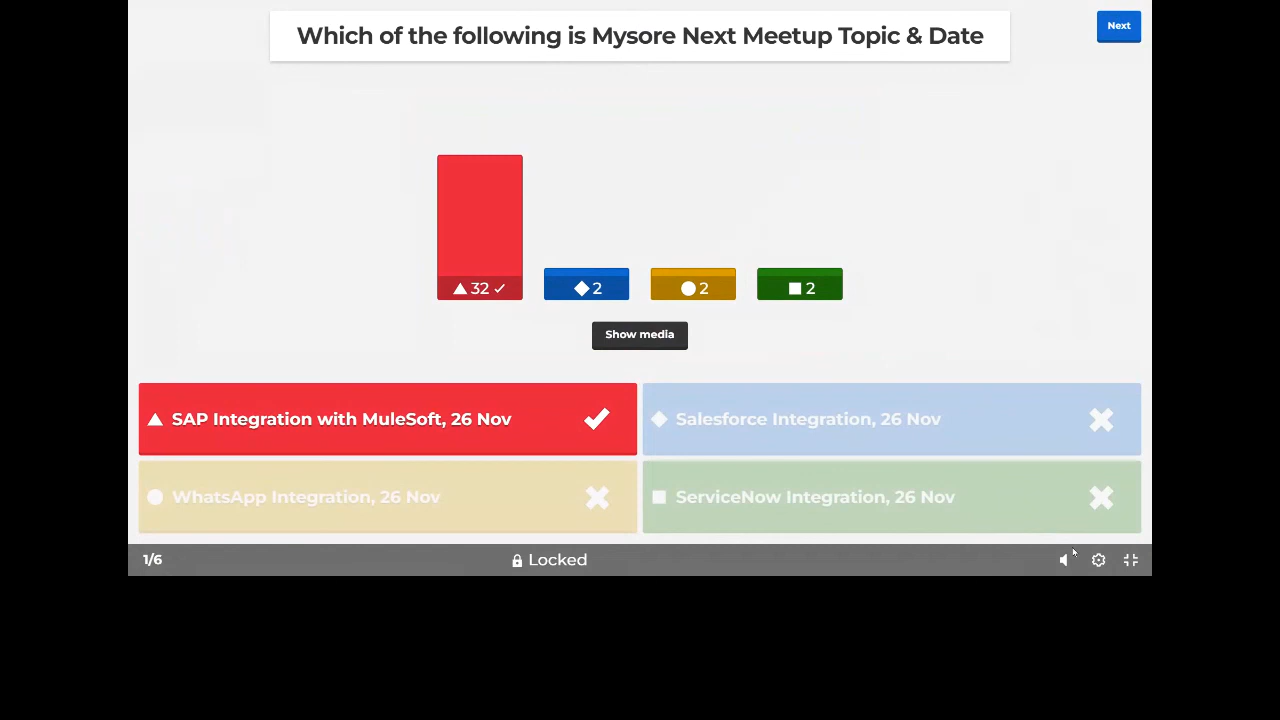 Which of the following is Mysore Next Meetup Topic & Date
Next
32
2
2
2
Show media
SAP Integration with MuleSoft, 26 Nov
Salesforce Integration, 26 Nov
WhatsApp Integration, 26 Nov
ServiceNow Integration, 26 Nov
1/6
Locked